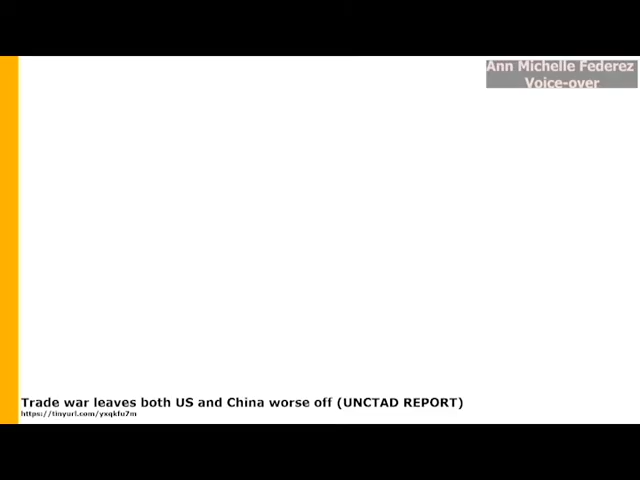 Ann Michelle Federez
Voice-over
Trade war leaves both US and China worse off (UNCTAD REPORT)
https://tinyurl.com/yxqkfu7m